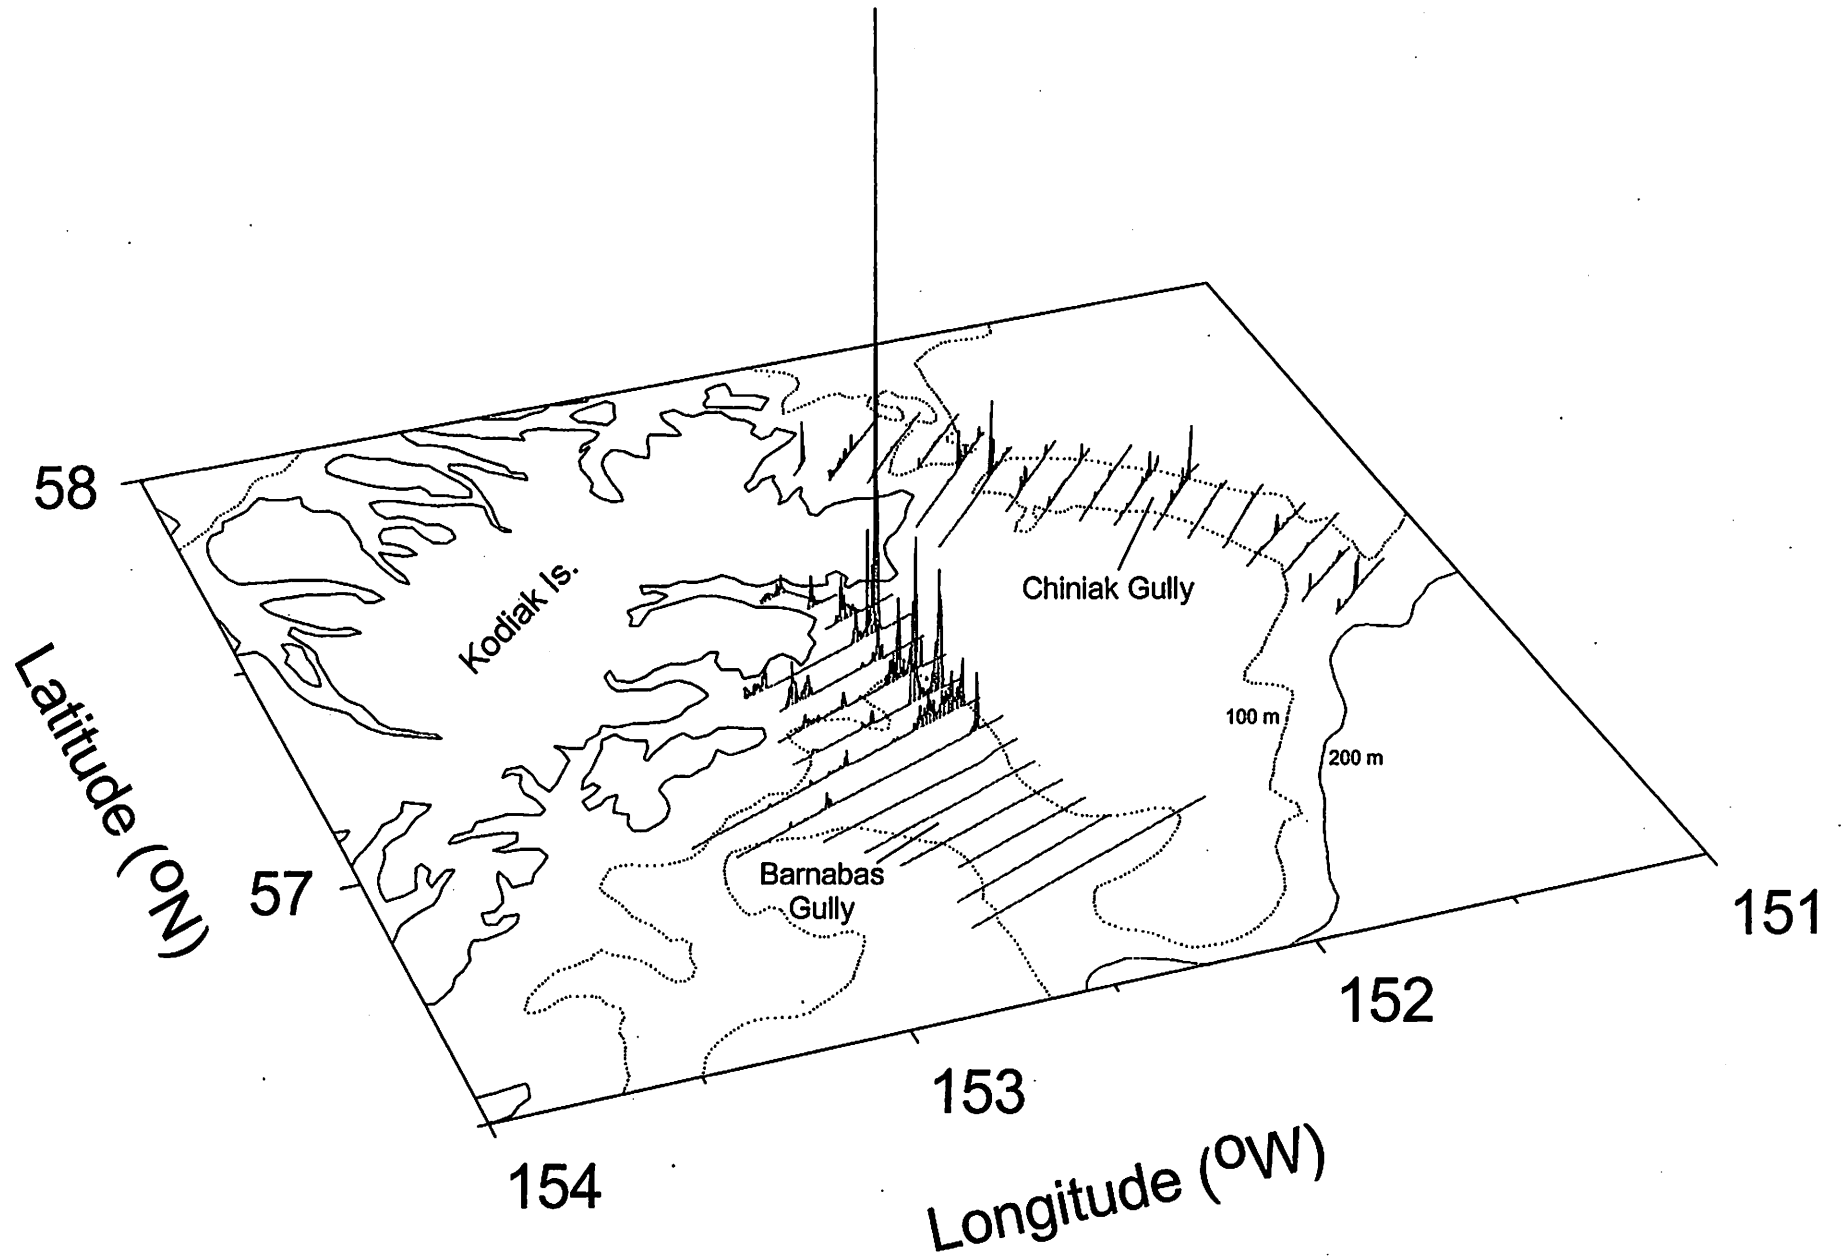 58
Kodiak Is.
Chiniak Gully
Latitude (ºN)
100 m
200 m
57
Barnabas
Gully
151
152
153
154
Longitude (ºW)